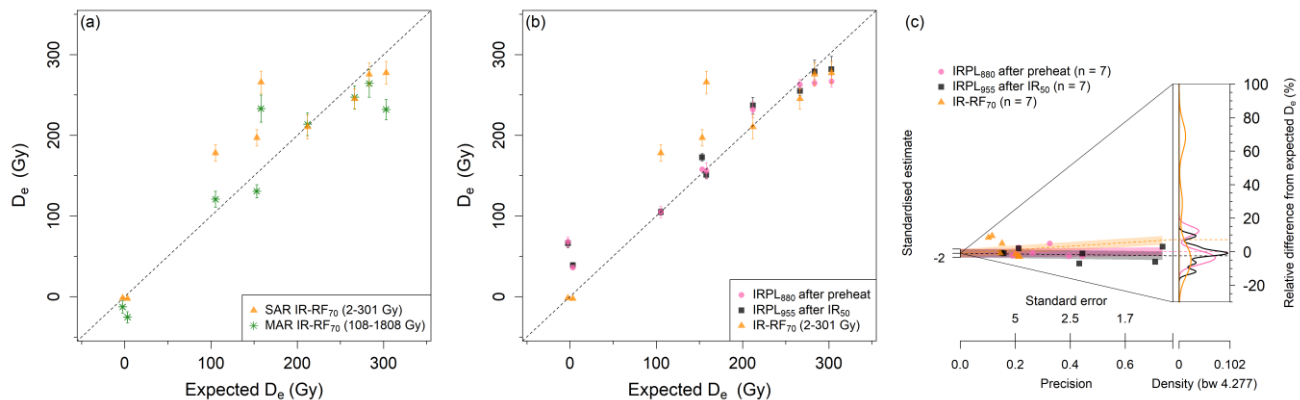 (a)
300
200
100
0
Dₑ (Gy)
0 100 200 300
Expected Dₑ (Gy)
SAR IR-RF₇₀ (2-301 Gy)
MAR IR-RF₇₀ (108-1808 Gy)
(b)
300
200
100
0
Dₑ (Gy)
0 100 200 300
Expected Dₑ (Gy)
IRPL₈₈₀ after preheat
IRPL₉₅₅ after IR₅₀
IR-RF₇₀ (2-301 Gy)
(c)
IRPL₈₈₀ after preheat (n = 7)
IRPL₉₅₅ after IR₅₀ (n = 7)
IR-RF₇₀ (n = 7)
Standardised estimate
-2
100
80
60
40
20
0
-20
Relative difference from expected Dₑ (%)
Standard error
5 2.5 1.7
0.0 0.2 0.4 0.6
Precision
0 0.102
Density (bw 4.277)